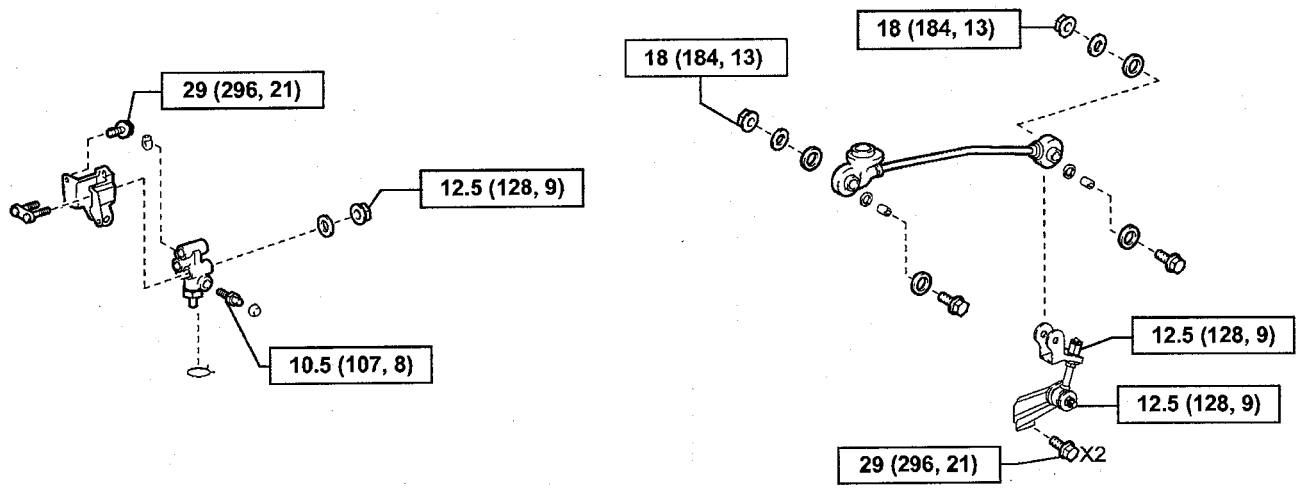 18 (184, 13)
18 (184, 13)
29 (296, 21)
12.5 (128, 9)
10.5 (107, 8)
12.5 (128, 9)
12.5 (128, 9)
29 (296, 21)
X2